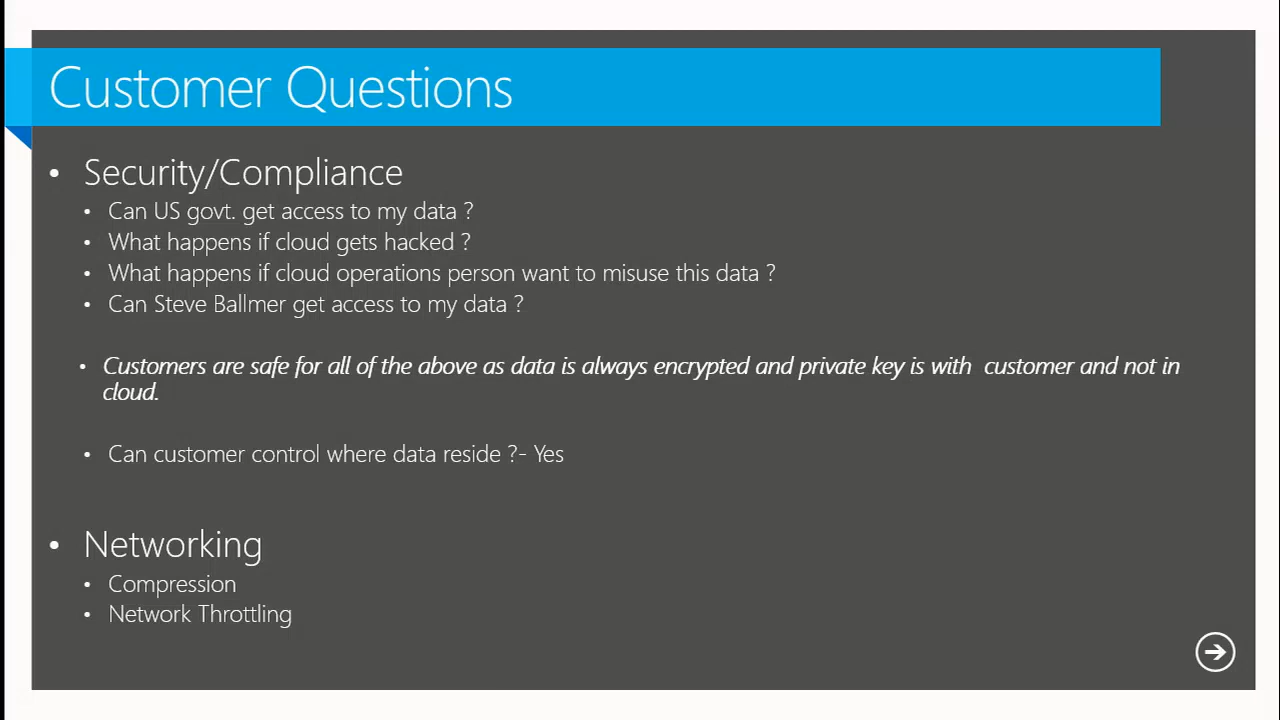 Customer Questions
• Security/Compliance
• Can US govt. get access to my data ?
• What happens if cloud gets hacked ?
• What happens if cloud operations person want to misuse this data ?
• Can Steve Ballmer get access to my data ?
• Customers are safe for all of the above as data is always encrypted and private key is with  customer and not in
cloud.
• Can customer control where data reside ?- Yes
• Networking
• Compression
• Network Throttling